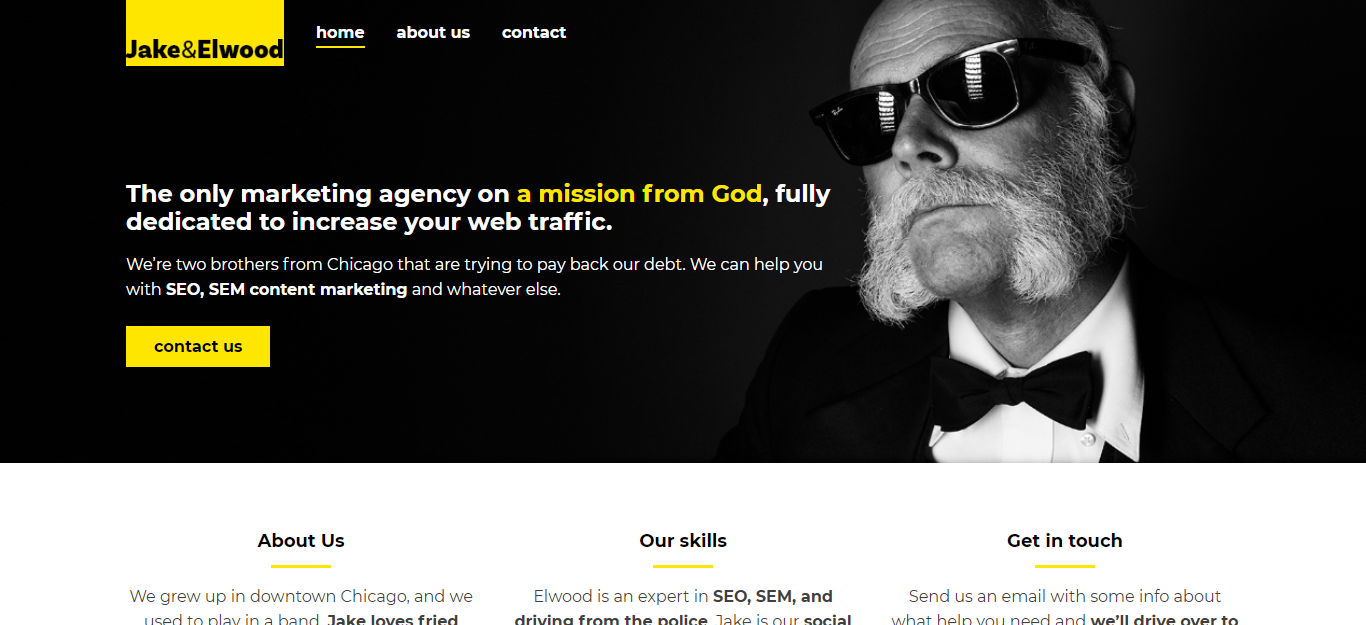 Jake&Elwood
home about us contact
The only marketing agency on a mission from God, fully
dedicated to increase your web traffic.
We’re two brothers from Chicago that are trying to pay back our debt. We can help you
with SEO, SEM content marketing and whatever else.
contact us
About Us
We grew up in downtown Chicago, and we
used to play in a band. Jake loves fried
Our skills
Elwood is an expert in SEO, SEM, and
driving from the police. Jake is our social
Get in touch
Send us an email with some info about
what help you need and we’ll drive over to